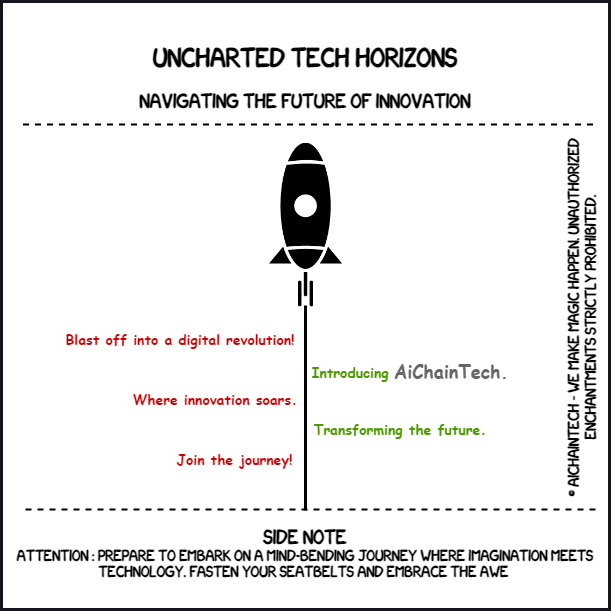 UNCHARTED TECH HORIZONS
NAVIGATING THE FUTURE OF INNOVATION
Blast off into a digital revolution!
Introducing AiChainTech.
Where innovation soars.
Transforming the future.
Join the journey!
© AICHAINTECH - WE MAKE MAGIC HAPPEN. UNAUTHORIZED
ENCHANTMENTS STRICTLY PROHIBITED.
SIDE NOTE
ATTENTION : PREPARE TO EMBARK ON A MIND-BENDING JOURNEY WHERE IMAGINATION MEETS
TECHNOLOGY. FASTEN YOUR SEATBELTS AND EMBRACE THE AWE